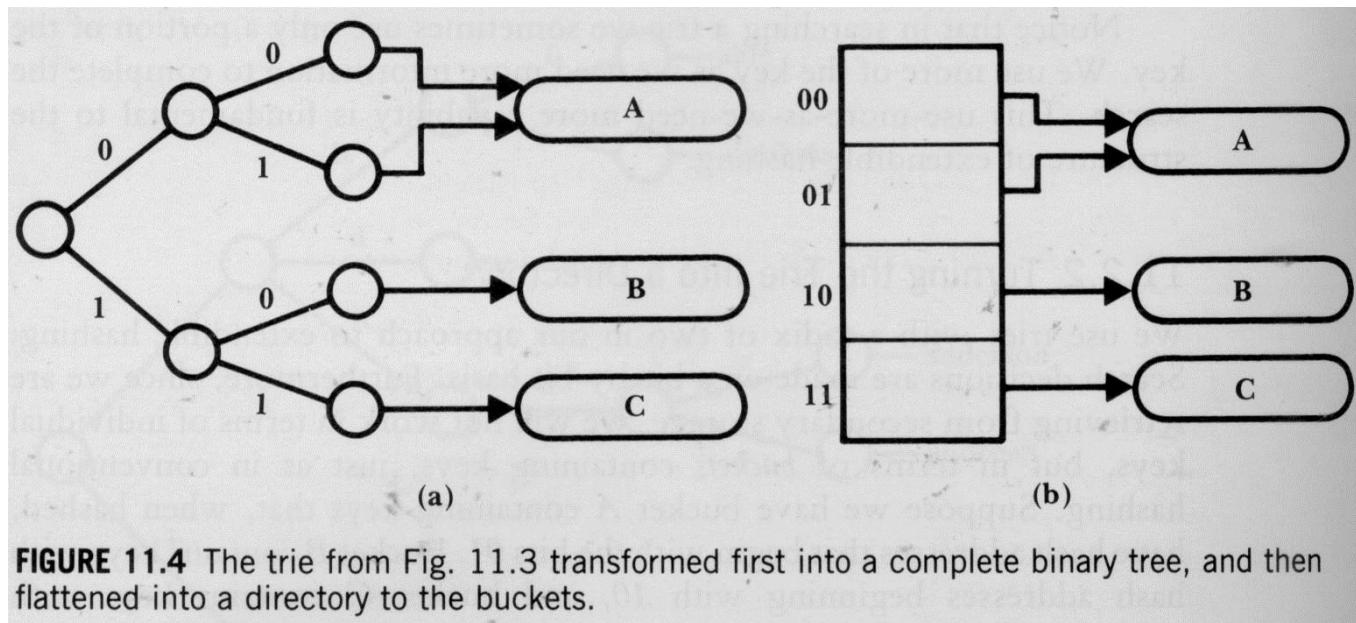 0
0
1
A
1
0
B
1
C
(a)
00
01
10
11
A
B
C
(b)
FIGURE 11.4 The trie from Fig. 11.3 transformed first into a complete binary tree, and then
flattened into a directory to the buckets.